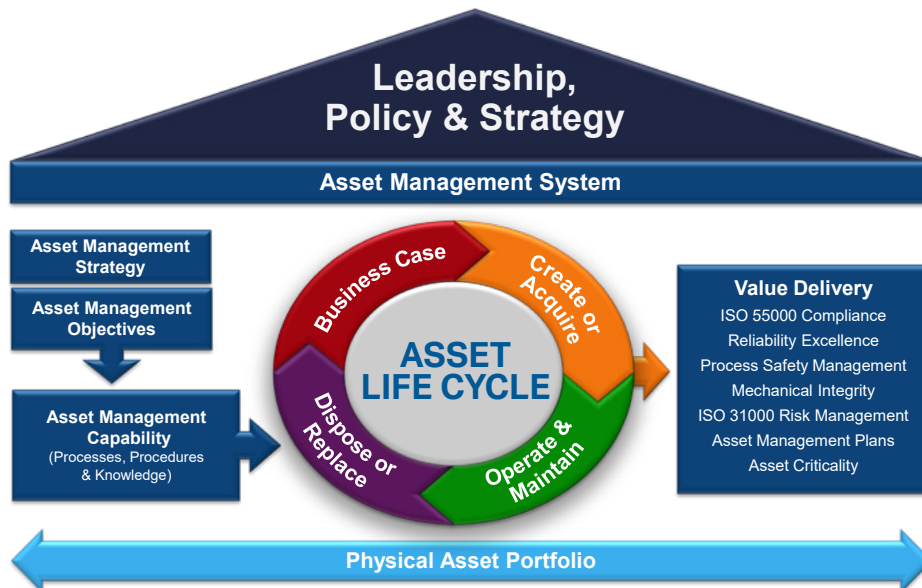 Leadership,
Policy & Strategy
Asset Management System
Asset Management
Strategy
Asset Management
Objectives
Asset Management
Capability
(Processes, Procedures
& Knowledge)
Business Case
Create or
Acquire
Operate &
Maintain
Dispose or
Replace
ASSET
LIFE CYCLE
Value Delivery
ISO 55000 Compliance
Reliability Excellence
Process Safety Management
Mechanical Integrity
ISO 31000 Risk Management
Asset Management Plans
Asset Criticality
Physical Asset Portfolio